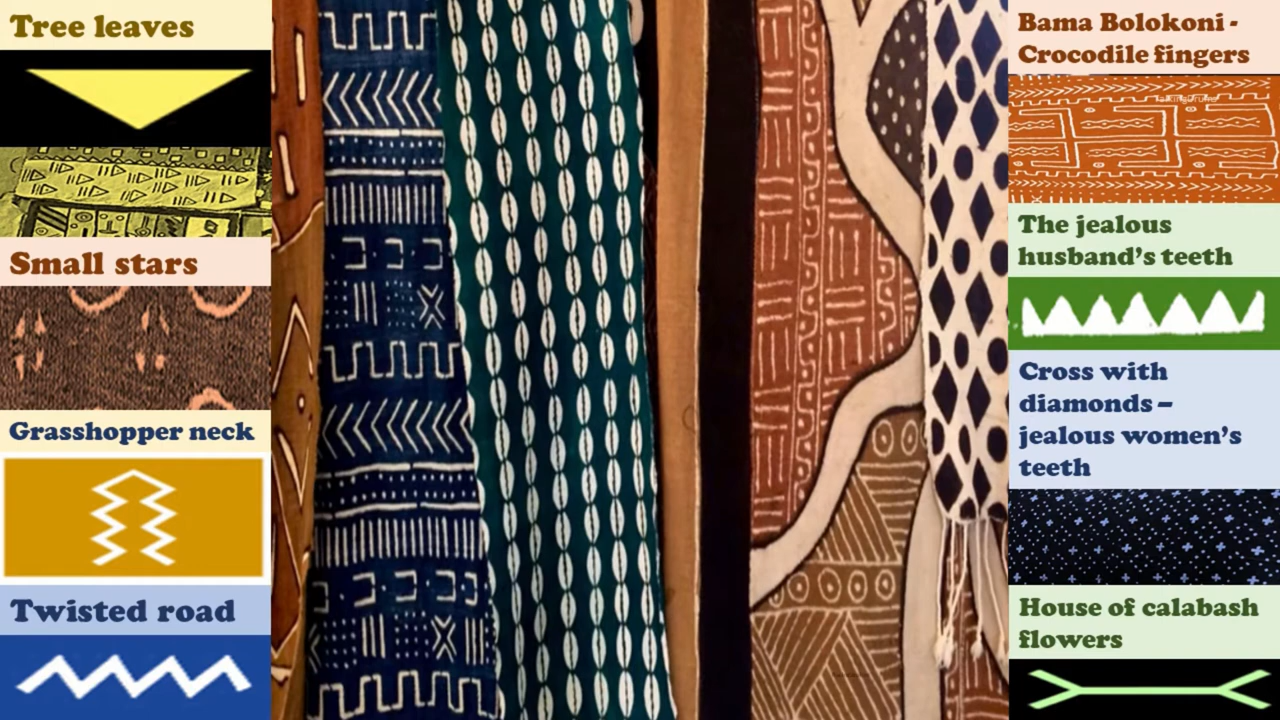 Tree leaves
Small stars
Grasshopper neck
Twisted road
Bama Bolokoni -
Crocodile fingers
The jealous
husband's teeth
Cross with
diamonds –
jealous women's
teeth
House of calabash
flowers